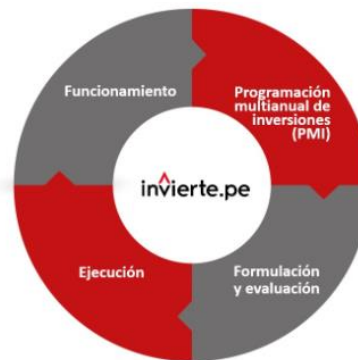 Funcionamiento
Programación
multianual de
inversiones
(PMI)
invierte.pe
Ejecución
Formulación
y evaluación